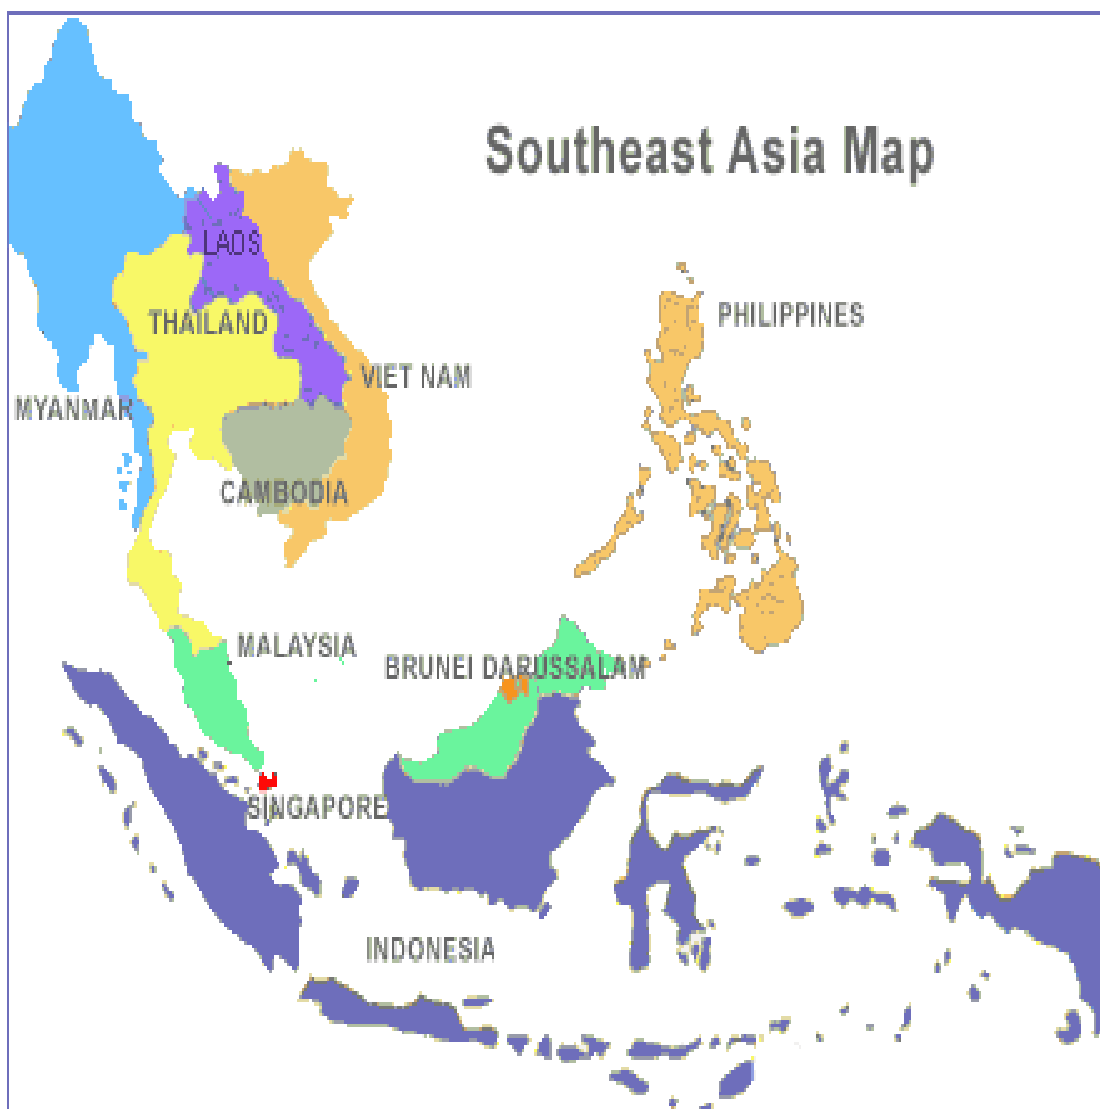 Southeast Asia Map
LAOS
THAILAND
PHILIPPINES
VIET NAM
MYANMAR
CAMBODIA
MALAYSIA
BRUNEI DARUSSALAM
SINGAPORE
INDONESIA